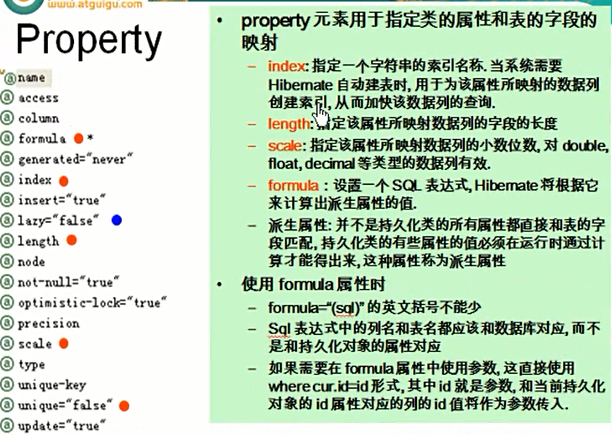 www.atguigu.com
Property
name
access
column
formula *
generated="never"
index
insert="true"
lazy="false"
length
node
not-null="true"
optimistic-lock="true"
precision
scale
type
unique-key
unique="false"
update="true"
• property 元素用于指定类的属性和表的字段的
映射
– index: 指定一个字符串的索引名称. 当系统需要
Hibernate 自动建表时, 用于为该属性所映射的数据列
创建索引, 从而加快该数据列的查询.
– length: 指定该属性所映射数据列的字段的长度
– scale: 指定该属性所映射数据列的小数位数, 对 double,
float, decimal 等类型的数据列有效.
– formula：设置一个 SQL 表达式, Hibernate 将根据它
来计算出派生属性的值.
– 派生属性: 并不是持久化类的所有属性都直接和表的字
段匹配, 持久化类的有些属性的值必须在运行时通过计
算才能得出来, 这种属性称为派生属性
• 使用 formula 属性时
– formula=“(sql)” 的英文括号不能少
– Sql 表达式中的列名和表名都应该和数据库对应, 而不
是和持久化对象的属性对应
– 如果需要在 formula 属性中使用参数, 这直接使用
where cur.id=id 形式, 其中 id 就是参数, 和当前持久化
对象的 id 属性对应的列的 id 值将作为参数传入.